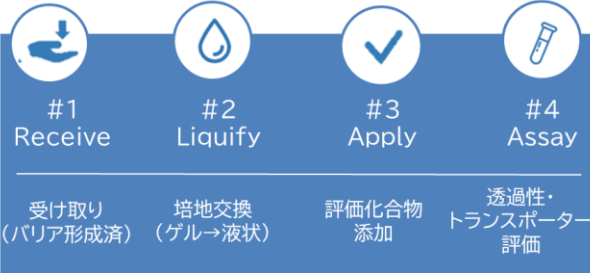 #1
Receive
#2
Liquify
#3
Apply
#4
Assay
受け取り
（バリア形成済）
培地交換
（ゲル→液状）
評価化合物
添加
透過性・
トランスポーター
評価